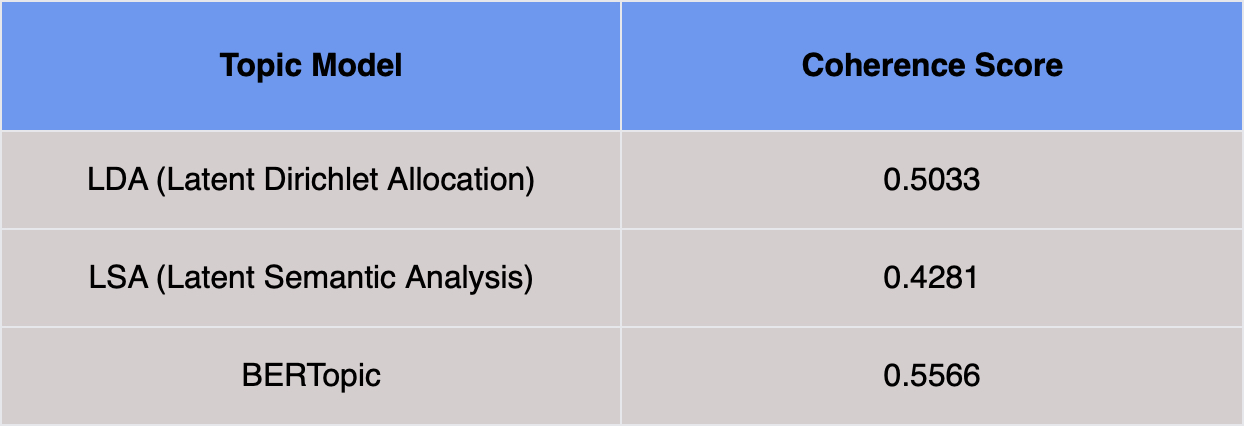 Topic Model Coherence Score
LDA (Latent Dirichlet Allocation) 0.5033
LSA (Latent Semantic Analysis) 0.4281
BERTopic 0.5566